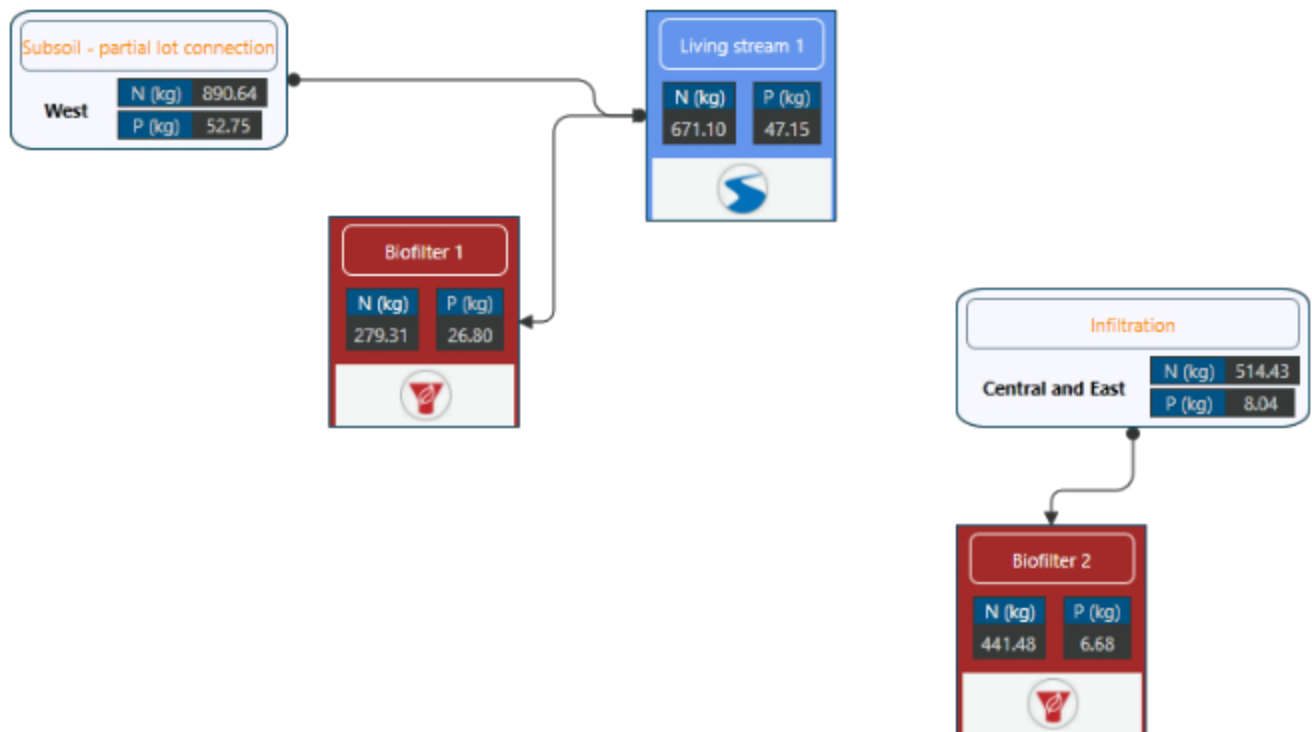 Subsoil - partial lot connection
West
N (kg) 890.64
P (kg) 52.75
Living stream 1
N (kg) P (kg)
671.10 47.15
Biofilter 1
N (kg) P (kg)
279.31 26.80
Infiltration
Central and East
N (kg) 514.43
P (kg) 8.04
Biofilter 2
N (kg) P (kg)
441.48 6.68